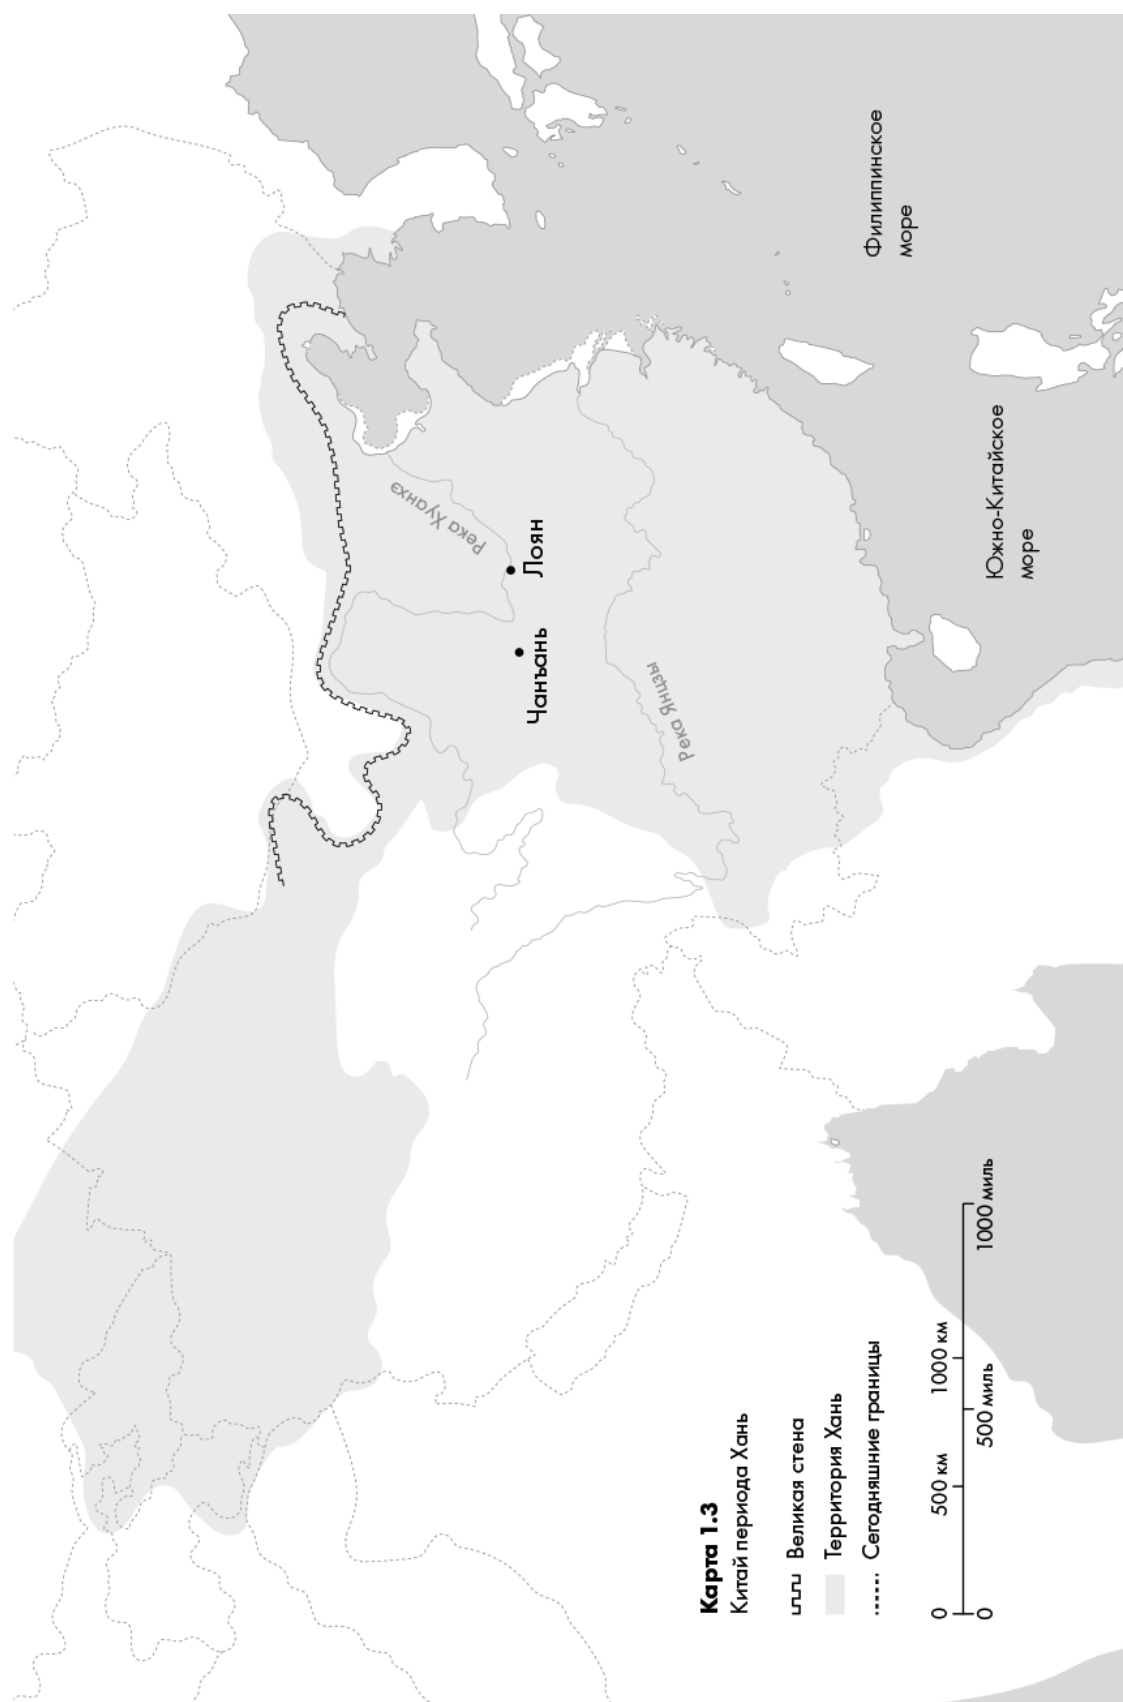 Карта 1.3
Китай периода Хань
Великая стена
Территория Хань
Сегодняшние границы
0
500 км
1000 км
0
500 миль
1000 миль
Река Хуанхэ
Лоян
Чанъань
Река Янцзы
Филиппинское
море
Южно-Китайское
море